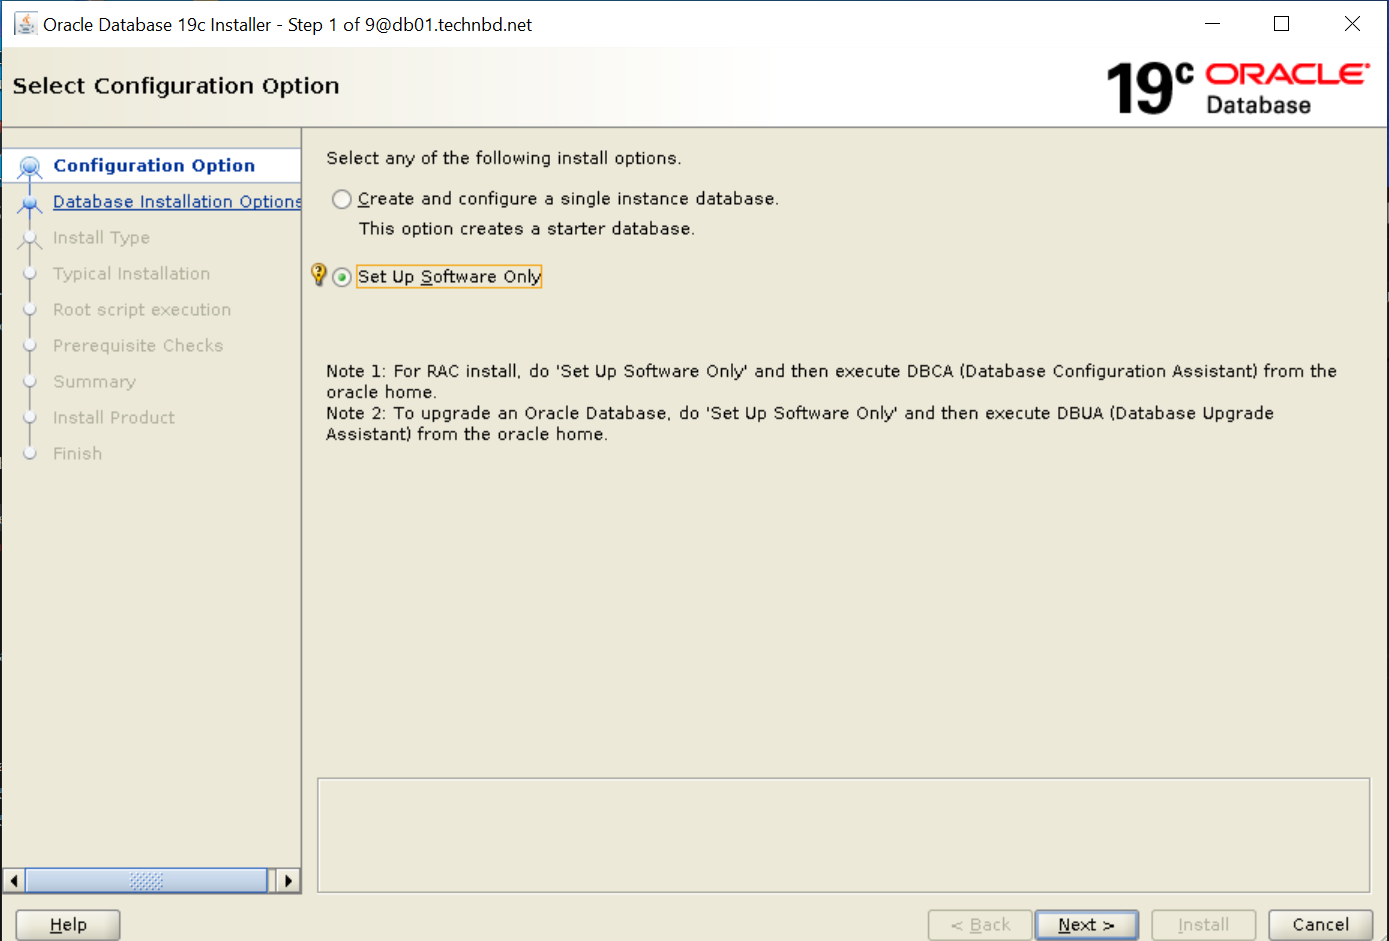 Oracle Database 19c Installer - Step 1 of 9@db01.technbd.net
Select Configuration Option
19c ORACLE
Database
Configuration Option
Database Installation Options
Install Type
Typical Installation
Root script execution
Prerequisite Checks
Summary
Install Product
Finish
Select any of the following install options.
Create and configure a single instance database.
This option creates a starter database.
Set Up Software Only
Note 1: For RAC install, do 'Set Up Software Only' and then execute DBCA (Database Configuration Assistant) from the
oracle home.
Note 2: To upgrade an Oracle Database, do 'Set Up Software Only' and then execute DBUA (Database Upgrade
Assistant) from the oracle home.
Help
< Back
Next >
Install
Cancel